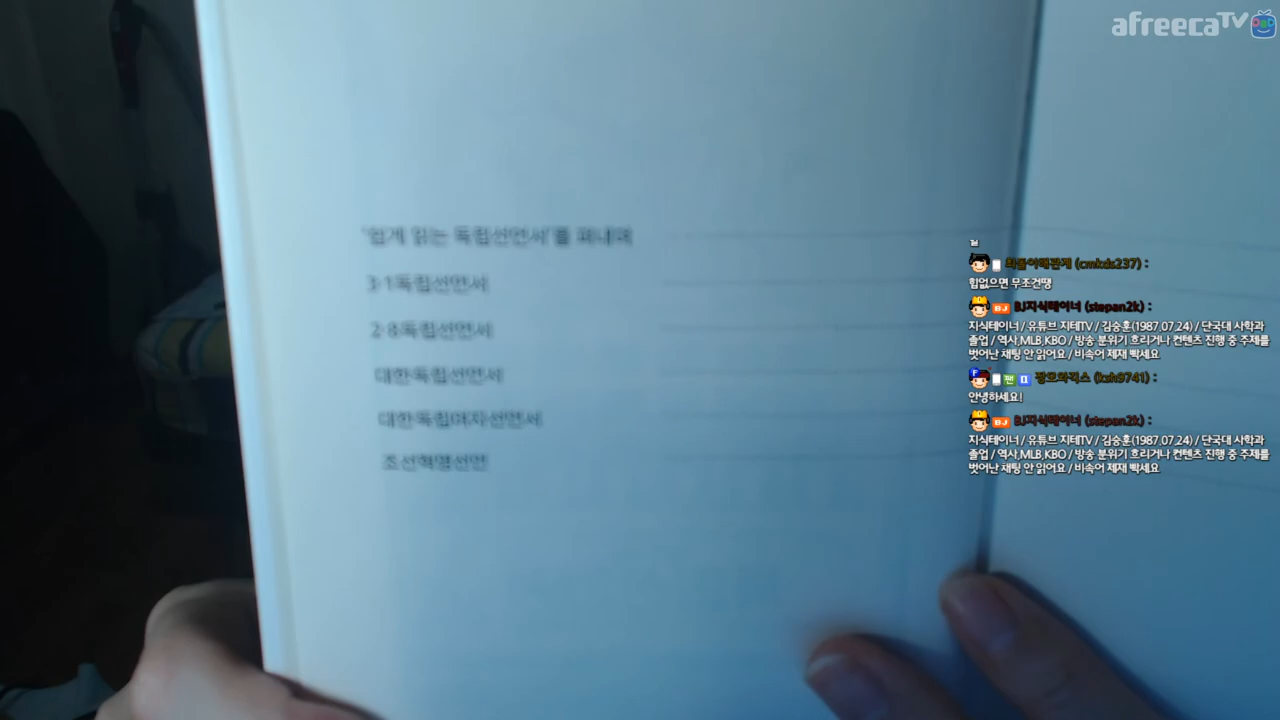 afreecaTV
'쉽게 읽는 독립선언서'를 펴내며
3·1독립선언서
2·8독립선언서
대한독립선언서
대한독립여자선언서
조선혁명선언
(cmkdc237) :
힘없으면 무조건땡
BJ지식테이너 (stepan2k) :
지식테이너 / 유튜브 지테TV / 김승훈(1987.07.24) / 단국대 사학과
졸업 / 역사,MLB,KBO / 방송 분위기 흐리거나 컨텐츠 진행 중 주제를
벗어난 채팅 안 읽어요 / 비속어 제재 빡세요.
F 팬 (kzh9741) :
안녕하세요!
BJ지식테이너 (stepan2k) :
지식테이너 / 유튜브 지테TV / 김승훈(1987.07.24) / 단국대 사학과
졸업 / 역사,MLB,KBO / 방송 분위기 흐리거나 컨텐츠 진행 중 주제를
벗어난 채팅 안 읽어요 / 비속어 제재 빡세요.